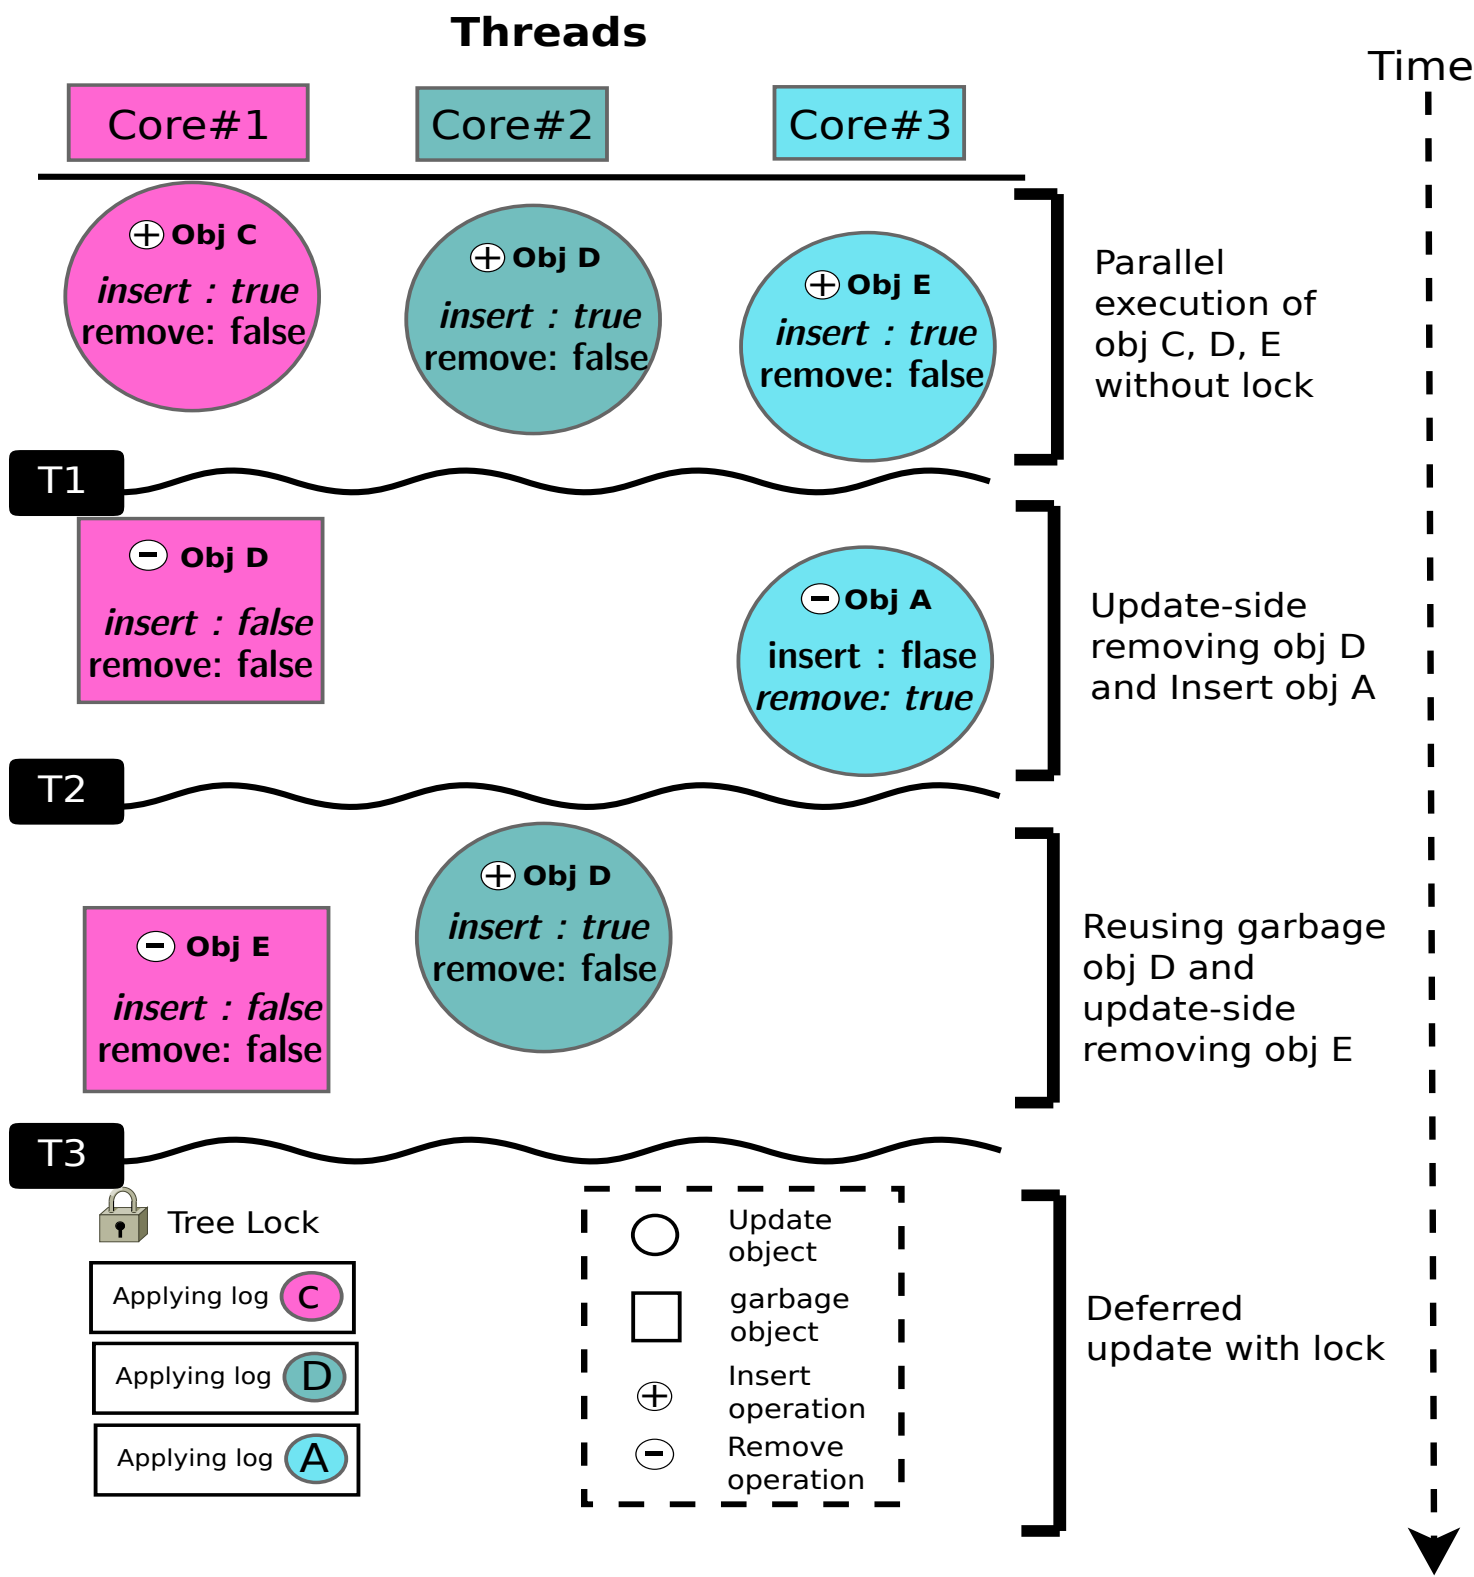 Threads
Time
Core#1
Core#2
Core#3
Obj C
insert : true
remove: false
Obj D
insert : true
remove: false
Obj E
insert : true
remove: false
Parallel
execution of
obj C, D, E
without lock
T1
Obj D
insert : false
remove: false
Obj A
insert : flase
remove: true
Update-side
removing obj D
and Insert obj A
T2
Obj E
insert : false
remove: false
Obj D
insert : true
remove: false
Reusing garbage
obj D and
update-side
removing obj E
T3
Tree Lock
Applying log c
Applying log D
Applying log A
Update
object
garbage
object
Insert
operation
Remove
operation
Deferred
update with lock